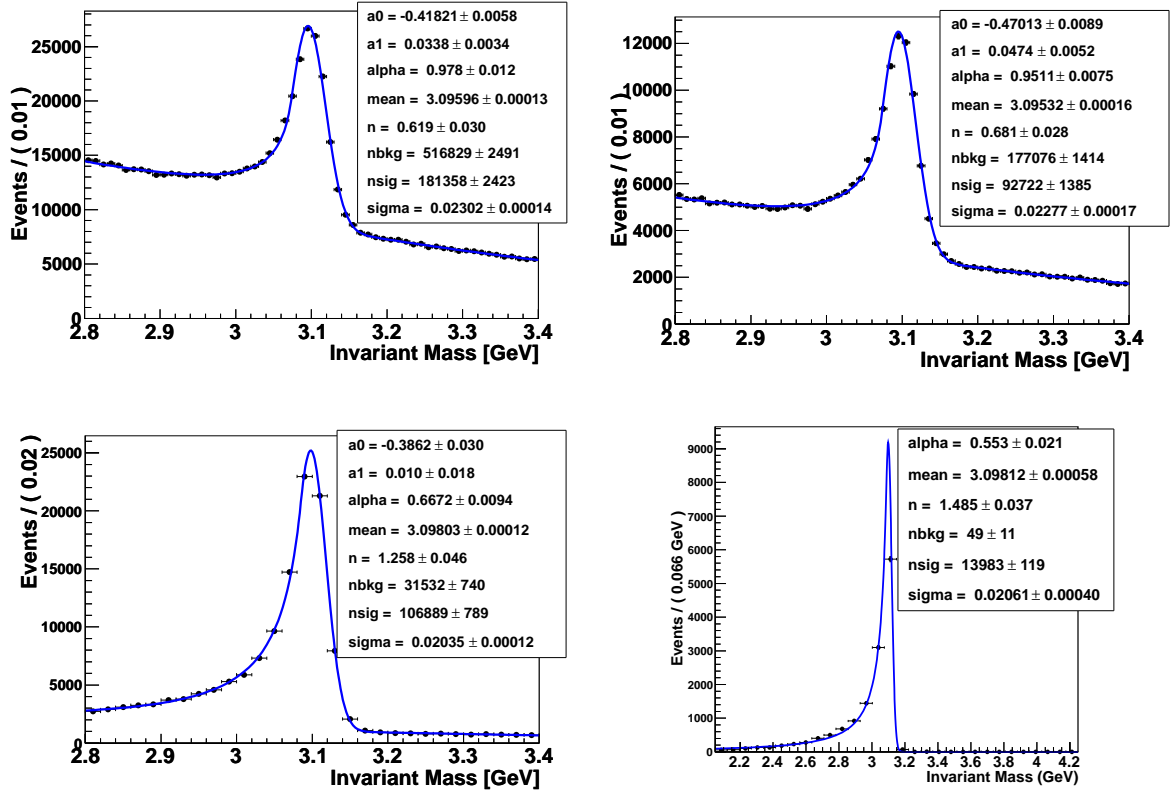 Events / ( 0.01 )
25000
20000
15000
10000
5000
0
2.8 2.9 3 3.1 3.2 3.3 3.4
Invariant Mass [GeV]
a0 = -0.41821 ± 0.0058
a1 = 0.0338 ± 0.0034
alpha = 0.978 ± 0.012
mean = 3.09596 ± 0.00013
n = 0.619 ± 0.030
nbkg = 516829 ± 2491
nsig = 181358 ± 2423
sigma = 0.02302 ± 0.00014
Events / ( 0.01 )
12000
10000
8000
6000
4000
2000
0
2.8 2.9 3 3.1 3.2 3.3 3.4
Invariant Mass [GeV]
a0 = -0.47013 ± 0.0089
a1 = 0.0474 ± 0.0052
alpha = 0.9511 ± 0.0075
mean = 3.09532 ± 0.00016
n = 0.681 ± 0.028
nbkg = 177076 ± 1414
nsig = 92722 ± 1385
sigma = 0.02277 ± 0.00017
Events / ( 0.02 )
25000
20000
15000
10000
5000
0
2.8 2.9 3 3.1 3.2 3.3 3.4
Invariant Mass [GeV]
a0 = -0.3862 ± 0.030
a1 = 0.010 ± 0.018
alpha = 0.6672 ± 0.0094
mean = 3.09803 ± 0.00012
n = 1.258 ± 0.046
nbkg = 31532 ± 740
nsig = 106889 ± 789
sigma = 0.02035 ± 0.00012
Events / ( 0.066 GeV )
9000
8000
7000
6000
5000
4000
3000
2000
1000
0
2.2 2.4 2.6 2.8 3 3.2 3.4 3.6 3.8 4 4.2
Invariant Mass (GeV)
alpha = 0.553 ± 0.021
mean = 3.09812 ± 0.00058
n = 1.485 ± 0.037
nbkg = 49 ± 11
nsig = 13983 ± 119
sigma = 0.02061 ± 0.00040